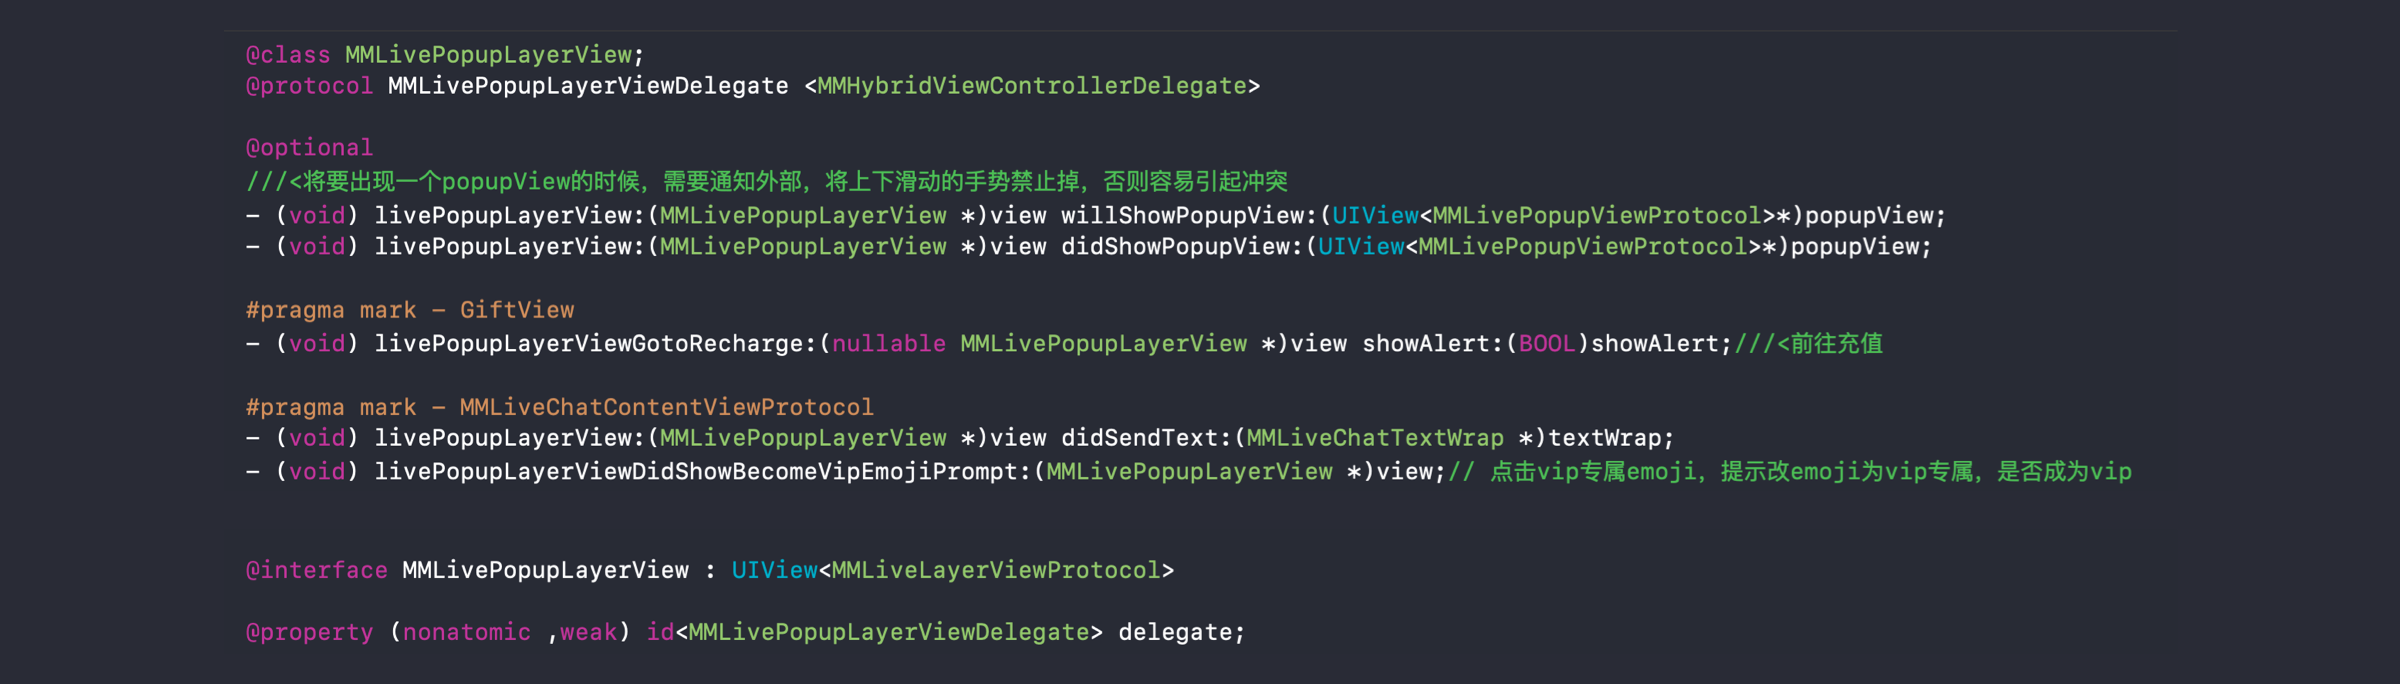 @class MMLivePopupLayerView;
@protocol MMLivePopupLayerViewDelegate <MMHybridViewControllerDelegate>
@optional
///<将要出现一个popupView的时候，需要通知外部，将上下滑动的手势禁止掉，否则容易引起冲突
- (void) livePopupLayerView:(MMLivePopupLayerView *)view willShowPopupView:(UIView<MMLivePopupViewProtocol>*)popupView;
- (void) livePopupLayerView:(MMLivePopupLayerView *)view didShowPopupView:(UIView<MMLivePopupViewProtocol>*)popupView;
#pragma mark - GiftView
- (void) livePopupLayerViewGotoRecharge:(nullable MMLivePopupLayerView *)view showAlert:(BOOL)showAlert;///<前往充值
#pragma mark - MMLiveChatContentViewProtocol
- (void) livePopupLayerView:(MMLivePopupLayerView *)view didSendText:(MMLiveChatTextWrap *)textWrap;
- (void) livePopupLayerViewDidShowBecomeVipEmojiPrompt:(MMLivePopupLayerView *)view;// 点击vip专属emoji，提示改emoji为vip专属，是否成为vip
@interface MMLivePopupLayerView : UIView<MMLiveLayerViewProtocol>
@property (nonatomic ,weak) id<MMLivePopupLayerViewDelegate> delegate;